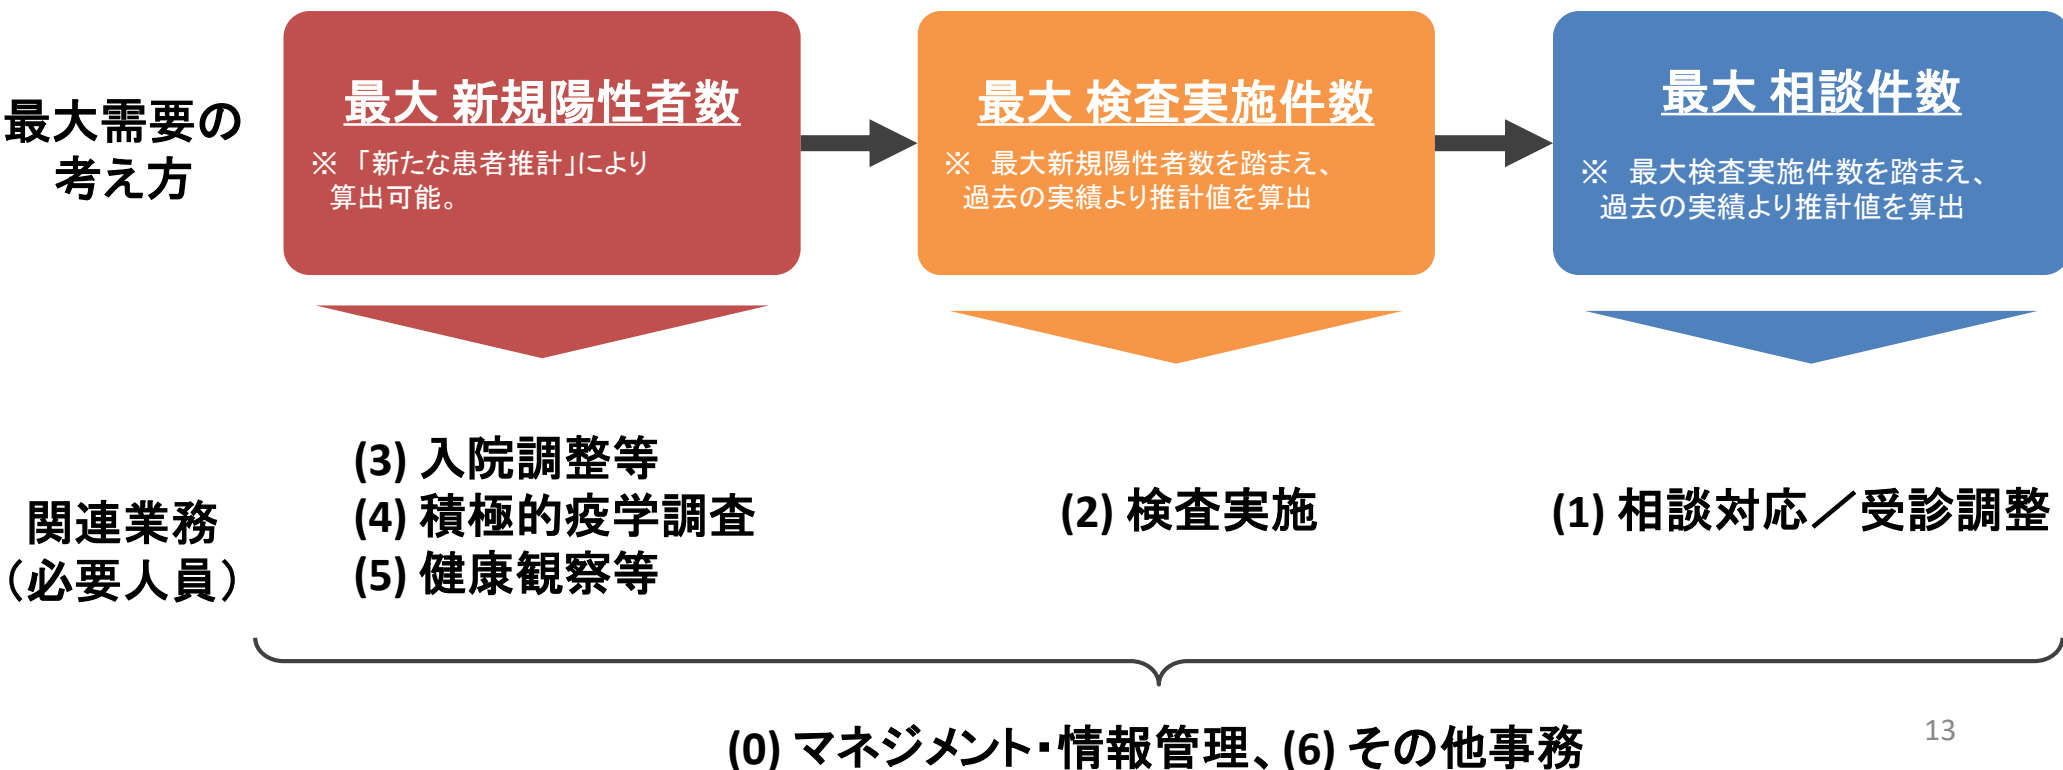 最大需要の
考え方
最大 新規陽性者数
※ 「新たな患者推計」により
算出可能。
最大 検査実施件数
※ 最大新規陽性者数を踏まえ、
過去の実績より推計値を算出
最大 相談件数
※ 最大検査実施件数を踏まえ、
過去の実績より推計値を算出
関連業務
（必要人員）
(3) 入院調整等
(4) 積極的疫学調査
(5) 健康観察等
(2) 検査実施
(1) 相談対応／受診調整
(0) マネジメント・情報管理、(6) その他事務
13